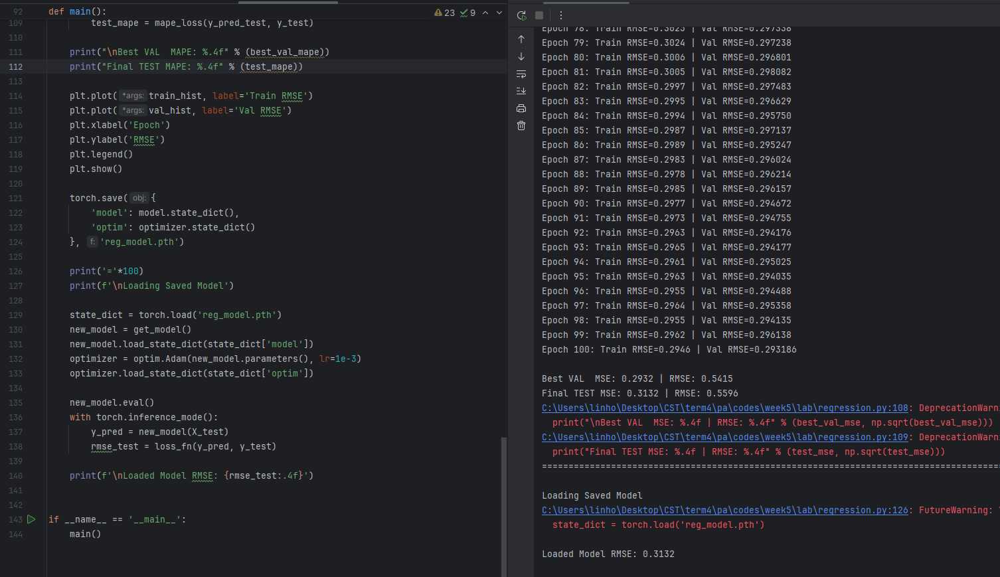 92 def main():
23 9
109 test_mape = mape_loss(y_pred_test, y_test)
110
111 print("\nBest VAL  MAPE: %.4f" % (best_val_mape))
112 print("Final TEST MAPE: %.4f" % (test_mape))
113
114 plt.plot( *args: train_hist, label='Train RMSE')
115 plt.plot( *args: val_hist, label='Val RMSE')
116 plt.xlabel('Epoch')
117 plt.ylabel('RMSE')
118 plt.legend()
119 plt.show()
120
121 torch.save( obj: {
122 'model': model.state_dict(),
123 'optim': optimizer.state_dict()
124 }, f: 'reg_model.pth')
125
126 print('='*100)
127 print(f'\nLoading Saved Model')
128
129 state_dict = torch.load('reg_model.pth')
130 new_model = get_model()
131 new_model.load_state_dict(state_dict['model'])
132 optimizer = optim.Adam(new_model.parameters(), lr=1e-3)
133 optimizer.load_state_dict(state_dict['optim'])
134
135 new_model.eval()
136 with torch.inference_mode():
137 y_pred = new_model(X_test)
138 rmse_test = loss_fn(y_pred, y_test)
139
140 print(f'\nLoaded Model RMSE: {rmse_test:.4f}')
141
142
143 if __name__ == '__main__':
144 main()
Epoch 78: Train RMSE=0.3023 | Val RMSE=0.297338
Epoch 79: Train RMSE=0.3024 | Val RMSE=0.297238
Epoch 80: Train RMSE=0.3006 | Val RMSE=0.296801
Epoch 81: Train RMSE=0.3005 | Val RMSE=0.298082
Epoch 82: Train RMSE=0.2997 | Val RMSE=0.297483
Epoch 83: Train RMSE=0.2995 | Val RMSE=0.296629
Epoch 84: Train RMSE=0.2994 | Val RMSE=0.295750
Epoch 85: Train RMSE=0.2987 | Val RMSE=0.297137
Epoch 86: Train RMSE=0.2989 | Val RMSE=0.295247
Epoch 87: Train RMSE=0.2983 | Val RMSE=0.296024
Epoch 88: Train RMSE=0.2978 | Val RMSE=0.296214
Epoch 89: Train RMSE=0.2985 | Val RMSE=0.296157
Epoch 90: Train RMSE=0.2977 | Val RMSE=0.294672
Epoch 91: Train RMSE=0.2973 | Val RMSE=0.294755
Epoch 92: Train RMSE=0.2963 | Val RMSE=0.294176
Epoch 93: Train RMSE=0.2965 | Val RMSE=0.294177
Epoch 94: Train RMSE=0.2961 | Val RMSE=0.295025
Epoch 95: Train RMSE=0.2963 | Val RMSE=0.294035
Epoch 96: Train RMSE=0.2955 | Val RMSE=0.294488
Epoch 97: Train RMSE=0.2964 | Val RMSE=0.295358
Epoch 98: Train RMSE=0.2955 | Val RMSE=0.294135
Epoch 99: Train RMSE=0.2962 | Val RMSE=0.296138
Epoch 100: Train RMSE=0.2946 | Val RMSE=0.293186
Best VAL  MSE: 0.2932 | RMSE: 0.5415
Final TEST MSE: 0.3132 | RMSE: 0.5596
C:\Users\linho\Desktop\CST\term4\pa\codes\week5\lab\regression.py:108: DeprecationWarn
print("\nBest VAL  MSE: %.4f | RMSE: %.4f" % (best_val_mse, np.sqrt(best_val_mse)))
C:\Users\linho\Desktop\CST\term4\pa\codes\week5\lab\regression.py:109: DeprecationWarn
print("Final TEST MSE: %.4f | RMSE: %.4f" % (test_mse, np.sqrt(test_mse)))
======================================================================================
Loading Saved Model
C:\Users\linho\Desktop\CST\term4\pa\codes\week5\lab\regression.py:126: FutureWarning:
state_dict = torch.load('reg_model.pth')
Loaded Model RMSE: 0.3132